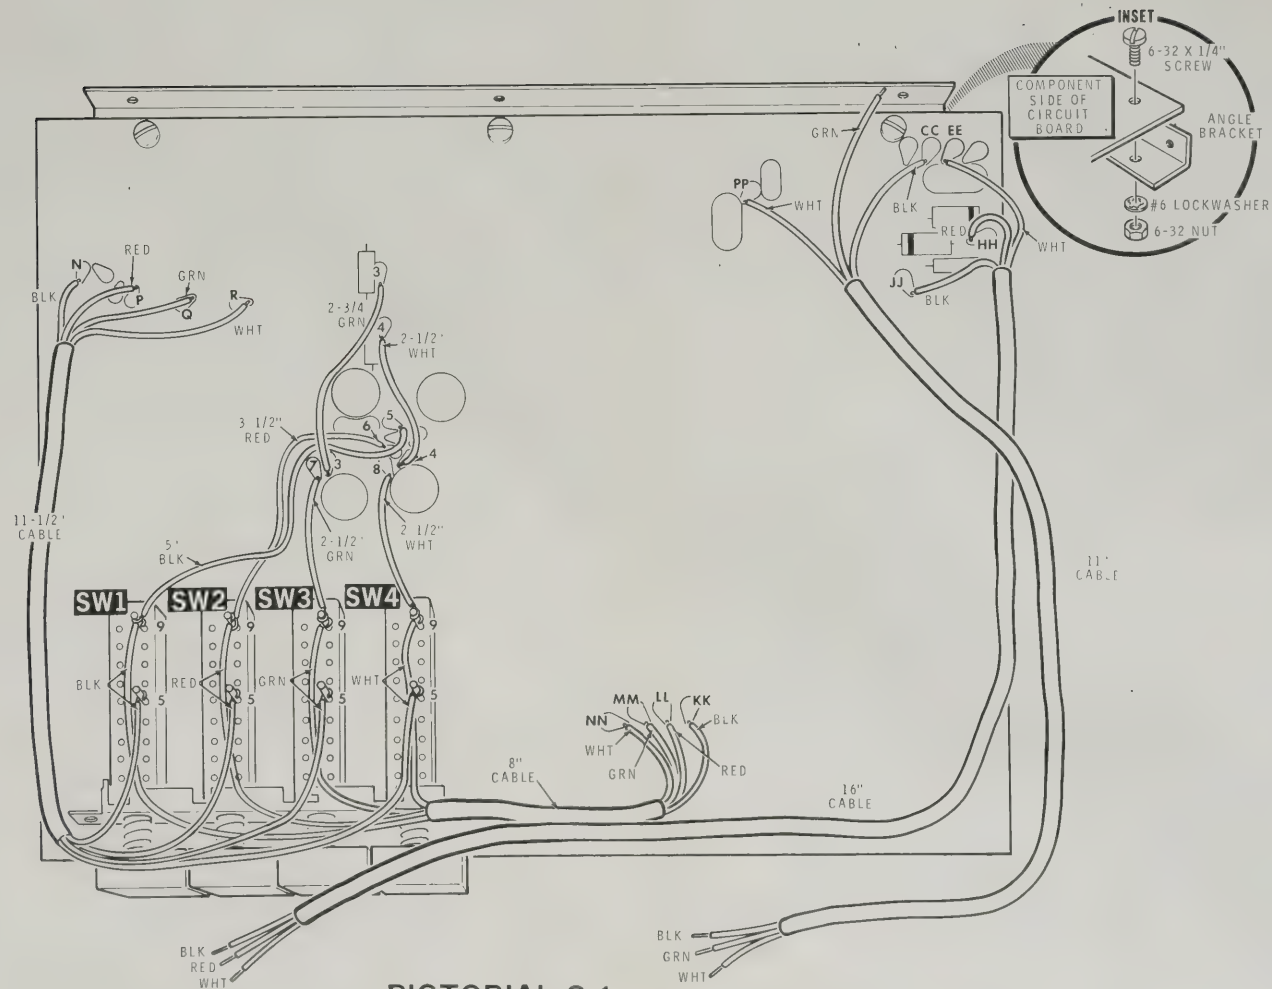 INSET
6-32 X 1/4"
SCREW
COMPONENT
SIDE OF
CIRCUIT
BOARD
ANGLE
BRACKET
#6 LOCKWASHER
6-32 NUT
GRN
CC EE
PP
WHT
BLK
RED
HH
WHT
JJ
BLK
N
RED
BLK
P
GRN
Q
R
WHT
3
2-3/4
GRN
4
2-1/2'
WHT
3 1/2"
RED
6
5
7
3
8
4
11-1/2'
CABLE
5'
BLK
2-1/2'
GRN
2 1/2"
WHT
11'
CABLE
SW1
SW2
SW3
SW4
9
9
9
9
BLK
RED
GRN
WHT
5
5
5
5
NN
MM
LL
KK
BLK
WHT
GRN
RED
8"
CABLE
16"
CABLE
BLK
RED
WHT
BLK
GRN
WHT